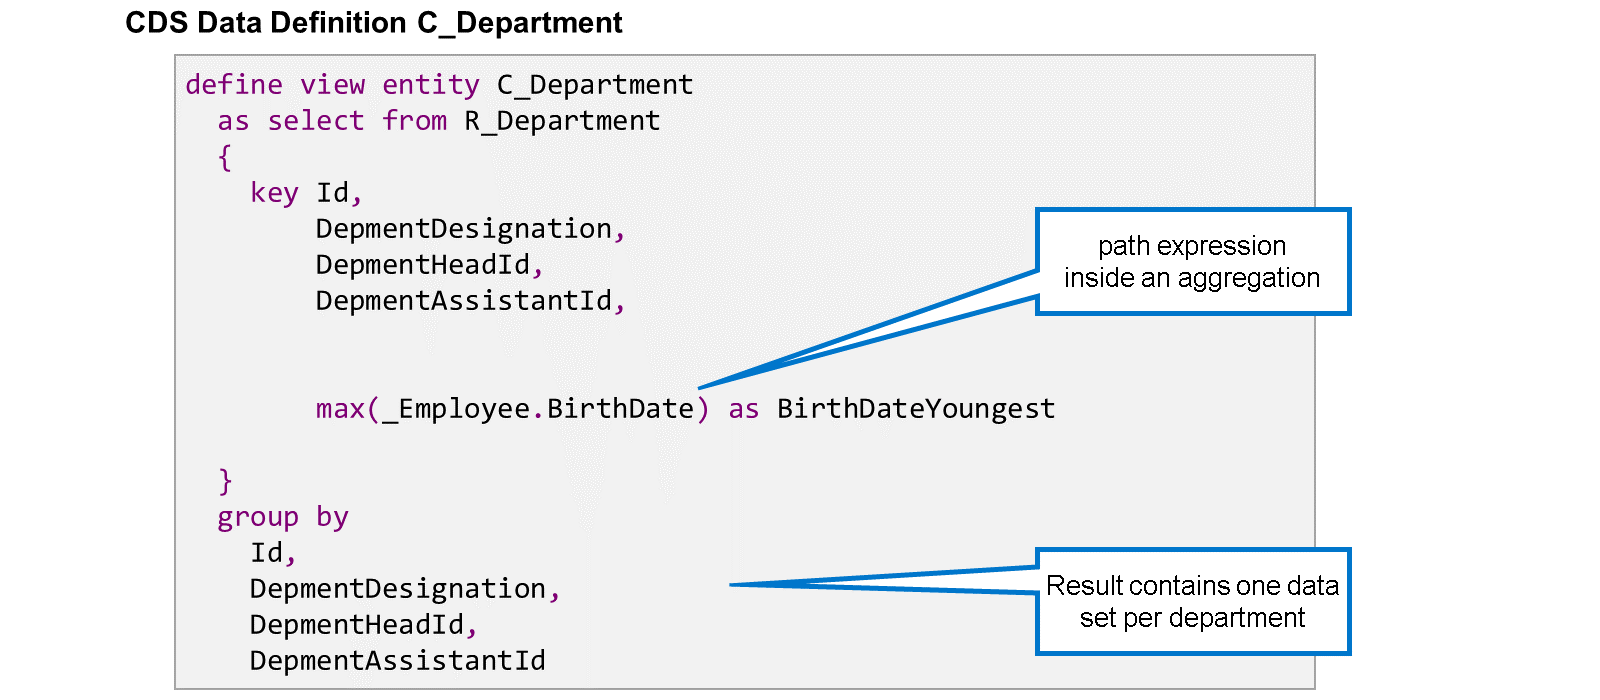 CDS Data Definition C_Department
define view entity C_Department
as select from R_Department
{
key Id,
DepmentDesignation,
DepmentHeadId,
DepmentAssistantId,
path expression
inside an aggregation
max(_Employee.BirthDate) as BirthDateYoungest
}
group by
Id,
DepmentDesignation,
DepmentHeadId,
DepmentAssistantId
Result contains one data
set per department